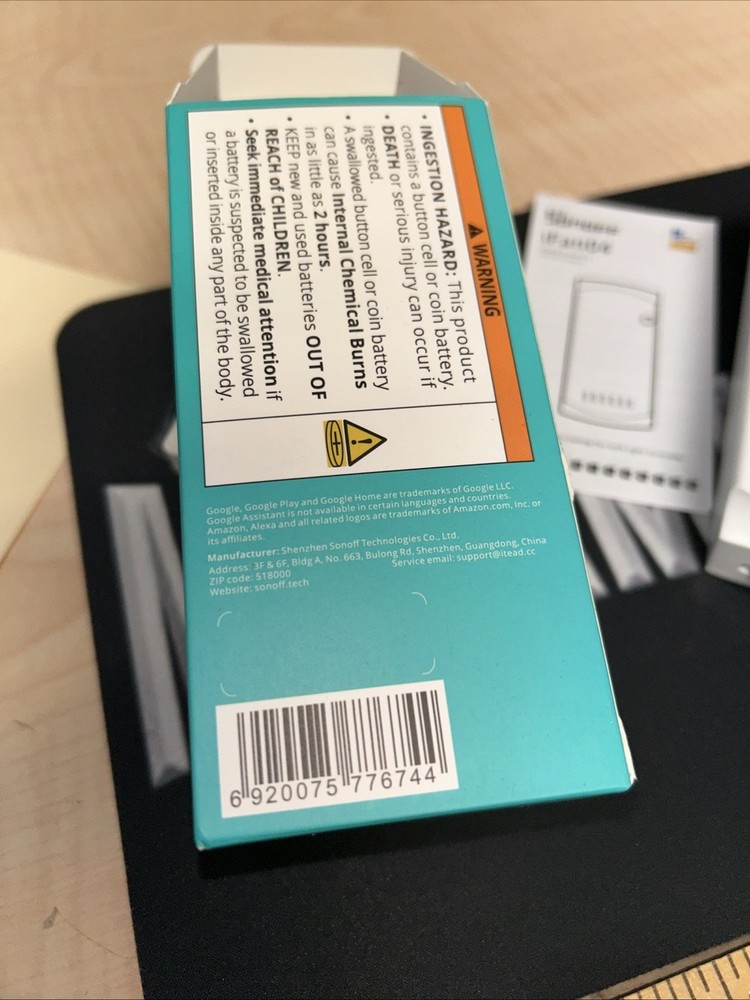 ⚠ WARNING
• INGESTION HAZARD: This product
contains a button cell or coin battery.
• DEATH or serious injury can occur if
ingested.
• A swallowed button cell or coin battery
can cause Internal Chemical Burns
in as little as 2 hours.
• KEEP new and used batteries OUT OF
REACH of CHILDREN.
• Seek immediate medical attention if
a battery is suspected to be swallowed
or inserted inside any part of the body.
Google, Google Play and Google Home are trademarks of Google LLC.
Google Assistant is not available in certain languages and countries.
Amazon, Alexa and all related logos are trademarks of Amazon.com, Inc. or
its affiliates.
Manufacturer: Shenzhen Sonoff Technologies Co., Ltd.
Address: 3F & 6F, Bldg A, No. 663, Bulong Rd, Shenzhen, Guangdong, China
ZIP code: 518000 Service email: support@itead.cc
Website: sonoff.tech
6 920075 776744